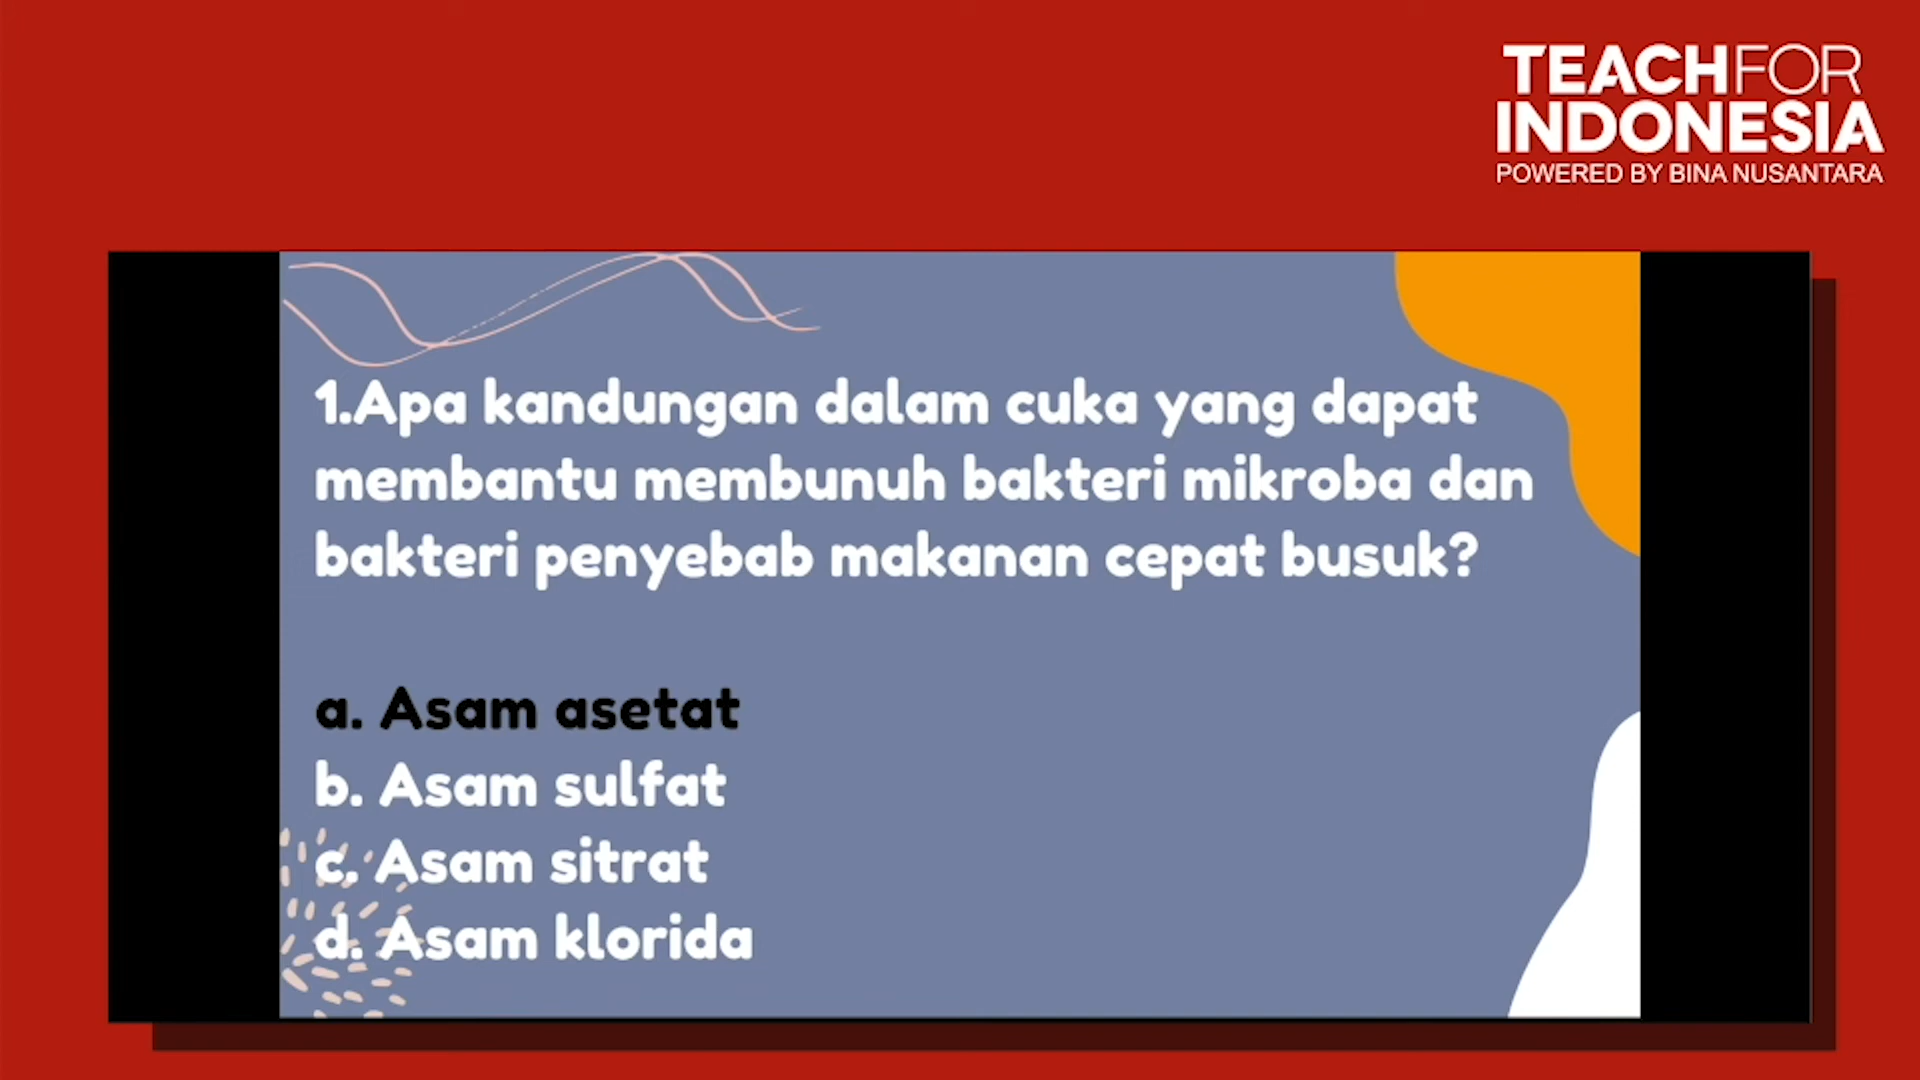 TEACHFOR
INDONESIA
POWERED BY BINA NUSANTARA
1.Apa kandungan dalam cuka yang dapat
membantu membunuh bakteri mikroba dan
bakteri penyebab makanan cepat busuk?
a. Asam asetat
b. Asam sulfat
c. Asam sitrat
d. Asam klorida